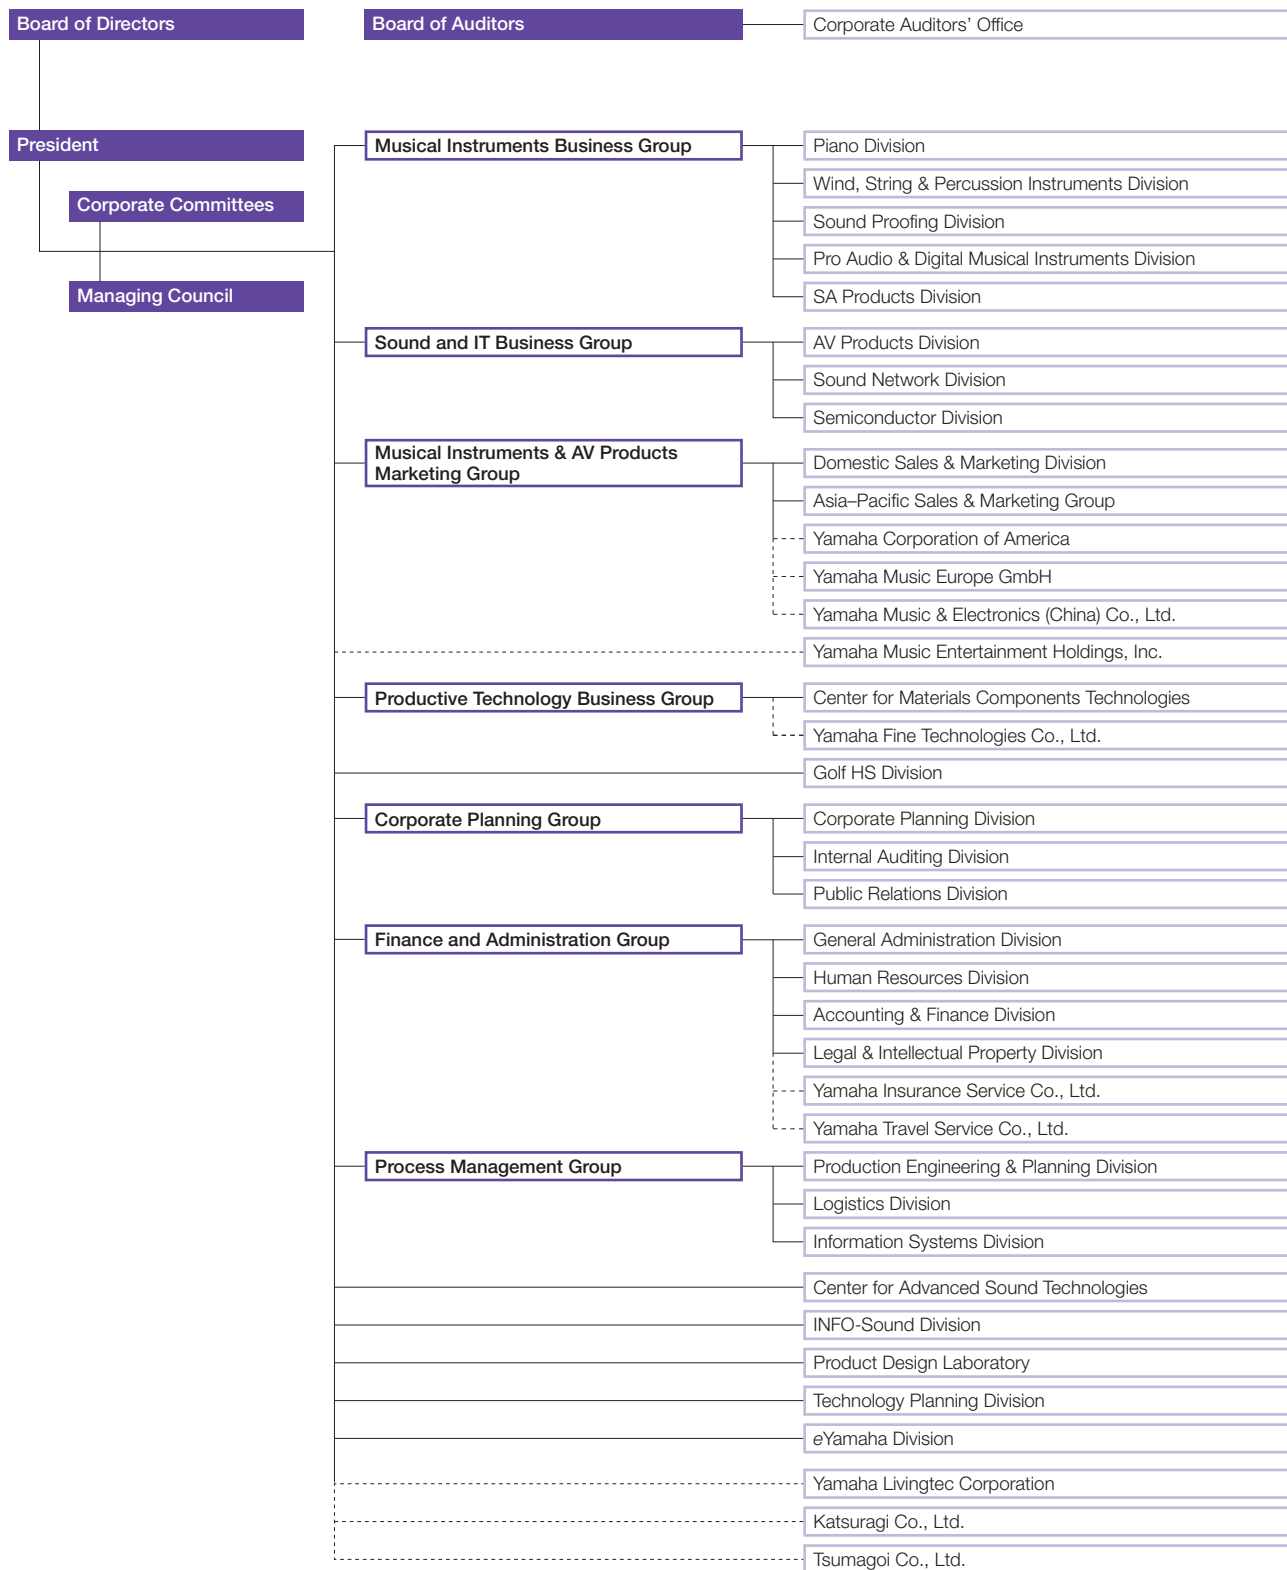 Board of Directors
Board of Auditors
Corporate Auditors’ Office
President
Corporate Committees
Managing Council
Musical Instruments Business Group
Piano Division
Wind, String & Percussion Instruments Division
Sound Proofing Division
Pro Audio & Digital Musical Instruments Division
SA Products Division
Sound and IT Business Group
AV Products Division
Sound Network Division
Semiconductor Division
Musical Instruments & AV Products
Marketing Group
Domestic Sales & Marketing Division
Asia–Pacific Sales & Marketing Group
Yamaha Corporation of America
Yamaha Music Europe GmbH
Yamaha Music & Electronics (China) Co., Ltd.
Yamaha Music Entertainment Holdings, Inc.
Productive Technology Business Group
Center for Materials Components Technologies
Yamaha Fine Technologies Co., Ltd.
Golf HS Division
Corporate Planning Group
Corporate Planning Division
Internal Auditing Division
Public Relations Division
Finance and Administration Group
General Administration Division
Human Resources Division
Accounting & Finance Division
Legal & Intellectual Property Division
Yamaha Insurance Service Co., Ltd.
Yamaha Travel Service Co., Ltd.
Process Management Group
Production Engineering & Planning Division
Logistics Division
Information Systems Division
Center for Advanced Sound Technologies
INFO-Sound Division
Product Design Laboratory
Technology Planning Division
eYamaha Division
Yamaha Livingtec Corporation
Katsuragi Co., Ltd.
Tsumagoi Co., Ltd.